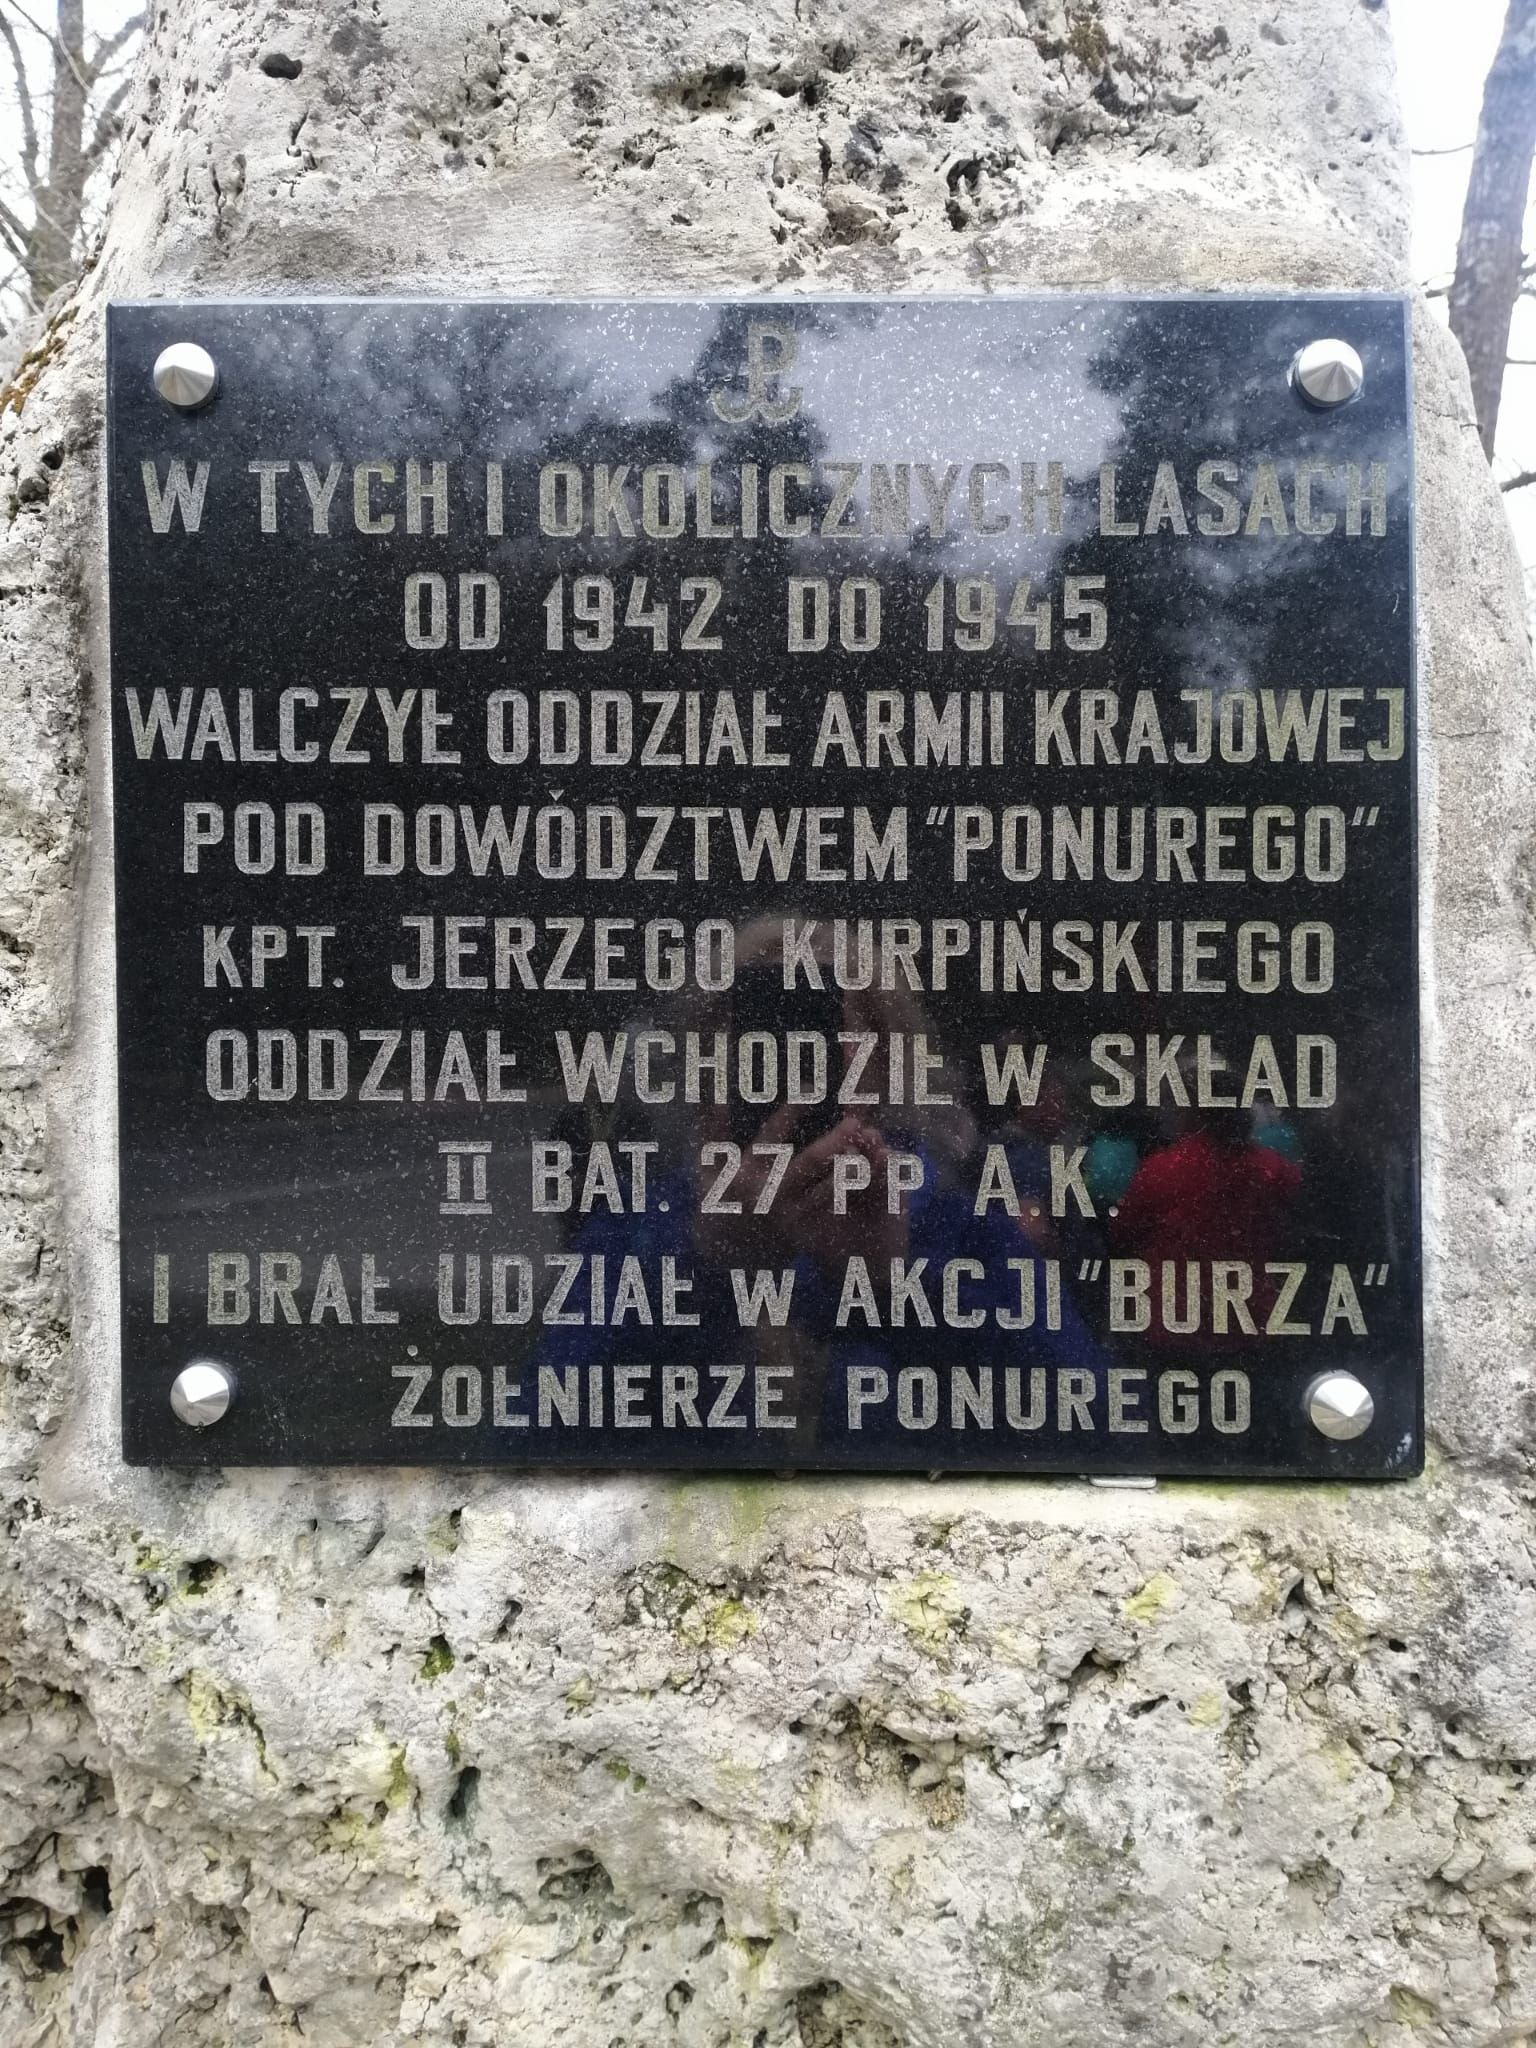 W TYCH I OKOLICZNYCH LASACH
OD 1942 DO 1945
WALCZYŁ ODDZIAŁ ARMII KRAJOWEJ
POD DOWÓDZTWEM "PONUREGO"
KPT. JERZEGO KURPIŃSKIEGO
ODDZIAŁ WCHODZIŁ W SKŁAD
II BAT. 27 PP A.K.
I BRAŁ UDZIAŁ W AKCJI "BURZA"
ŻOŁNIERZE PONUREGO